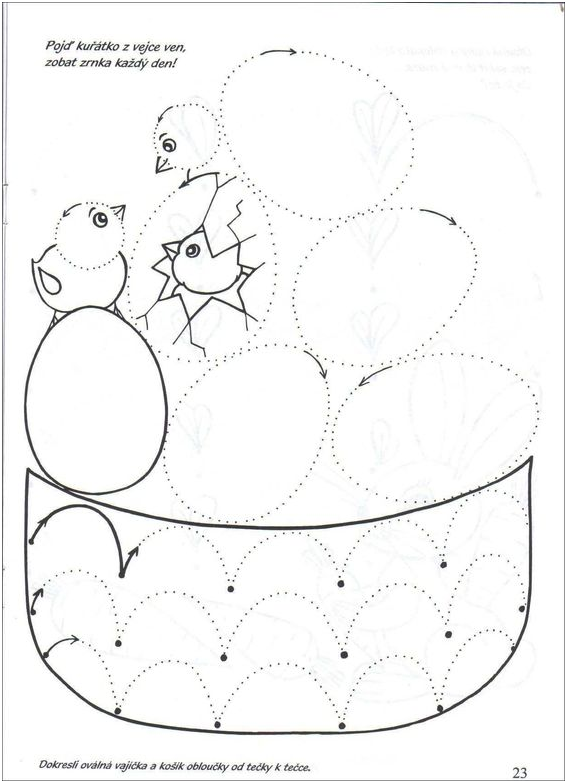 Pojď kuřátko z vejce ven,
zobat zrnka každý den!
Dokresli oválná vajíčka a košík obloučky od tečky k tečce.
23